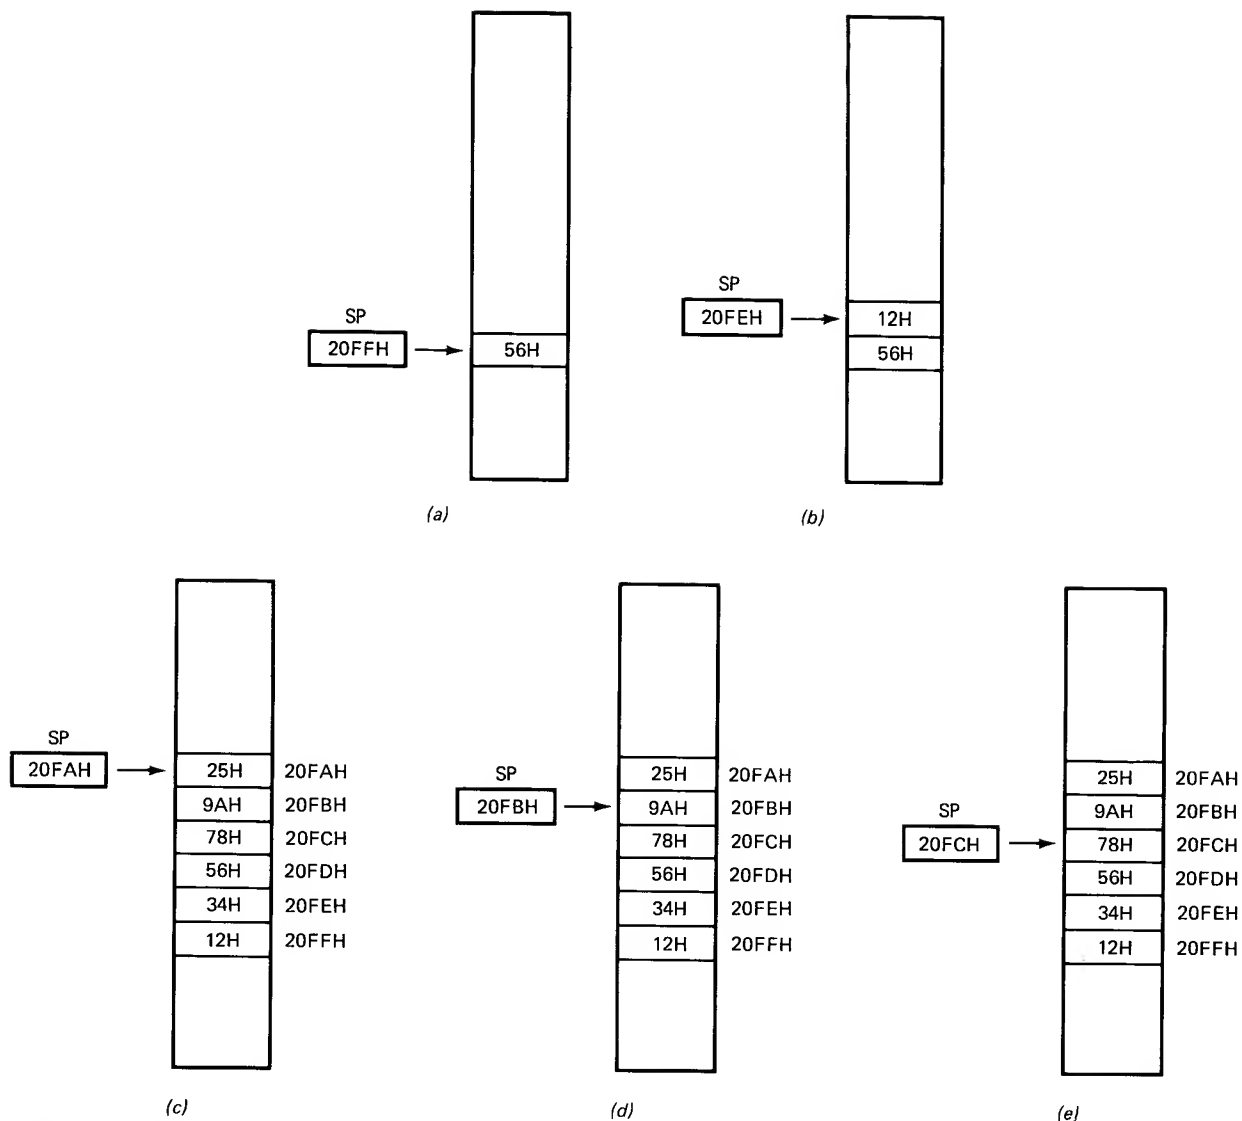 SP
20FFH
56H
(a)
SP
20FEH
12H
56H
(b)
SP
20FAH
25H 20FAH
9AH 20FBH
78H 20FCH
56H 20FDH
34H 20FEH
12H 20FFH
(c)
SP
20FBH
25H 20FAH
9AH 20FBH
78H 20FCH
56H 20FDH
34H 20FEH
12H 20FFH
(d)
SP
20FCH
25H 20FAH
9AH 20FBH
78H 20FCH
56H 20FDH
34H 20FEH
12H 20FFH
(e)